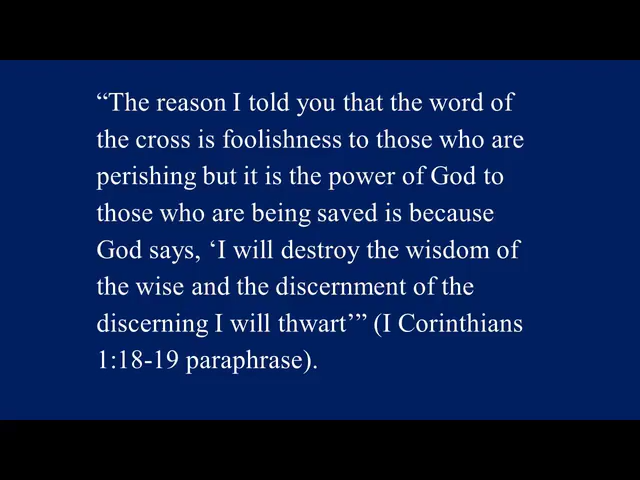 “The reason I told you that the word of
the cross is foolishness to those who are
perishing but it is the power of God to
those who are being saved is because
God says, ‘I will destroy the wisdom of
the wise and the discernment of the
discerning I will thwart’” (I Corinthians
1:18-19 paraphrase).